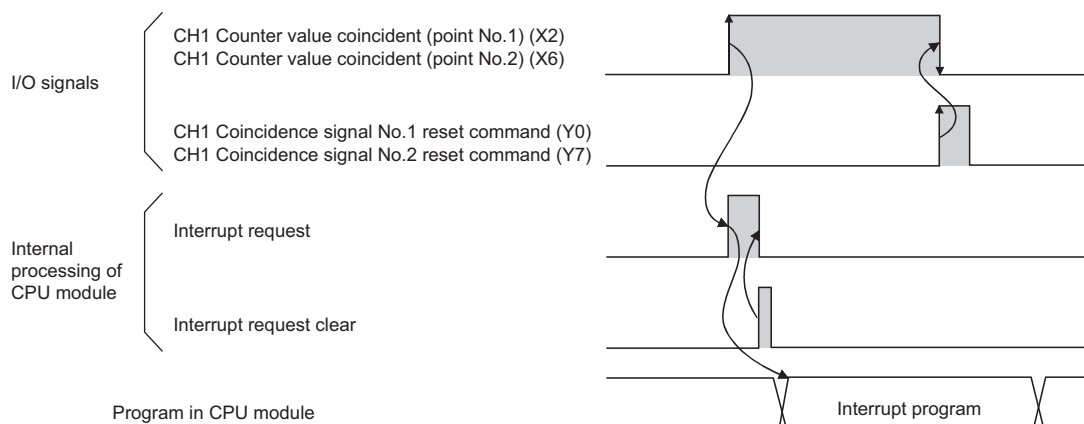 I/O signals
CH1 Counter value coincident (point No.1) (X2)
CH1 Counter value coincident (point No.2) (X6)
CH1 Coincidence signal No.1 reset command (Y0)
CH1 Coincidence signal No.2 reset command (Y7)
Internal
processing of
CPU module
Interrupt request
Interrupt request clear
Program in CPU module
Interrupt program